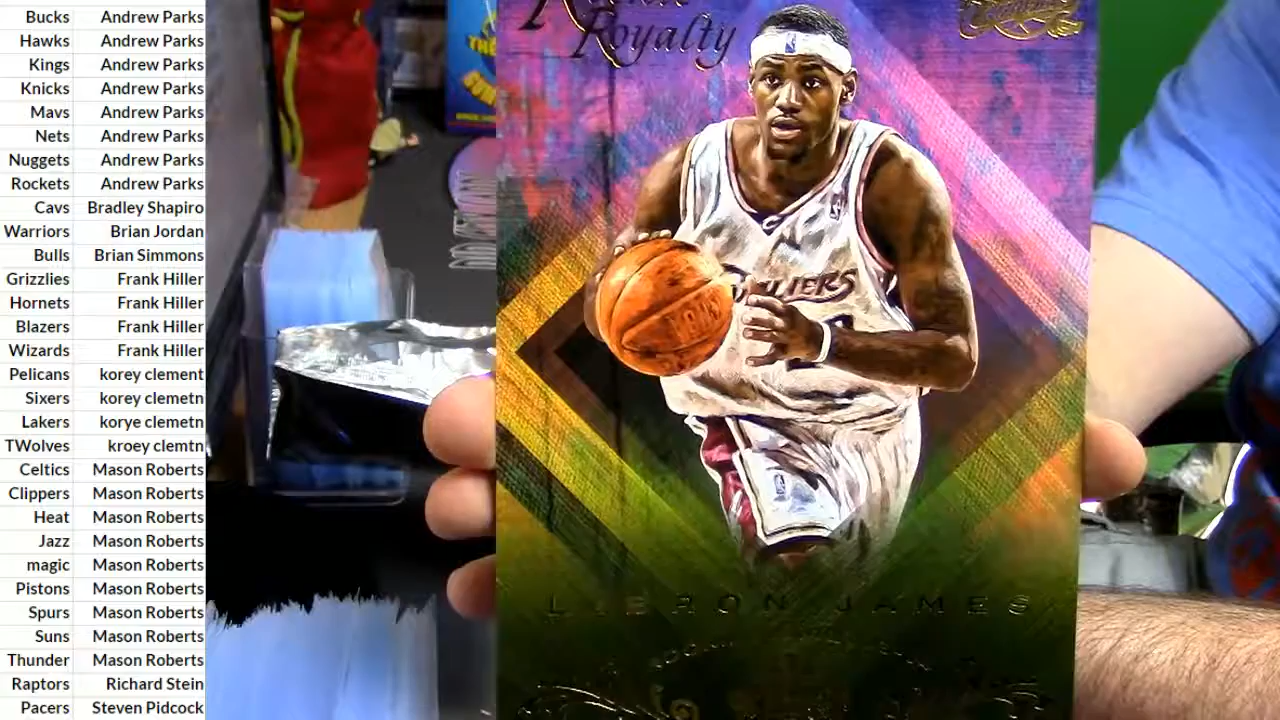 Bucks Andrew Parks
Hawks Andrew Parks
Kings Andrew Parks
Knicks Andrew Parks
Mavs Andrew Parks
Nets Andrew Parks
Nuggets Andrew Parks
Rockets Andrew Parks
Cavs Bradley Shapiro
Warriors Brian Jordan
Bulls Brian Simmons
Grizzlies Frank Hiller
Hornets Frank Hiller
Blazers Frank Hiller
Wizards Frank Hiller
Pelicans korey clement
Sixers korey clemetn
Lakers korye clemetn
TWolves kroey clemtn
Celtics Mason Roberts
Clippers Mason Roberts
Heat Mason Roberts
Jazz Mason Roberts
magic Mason Roberts
Pistons Mason Roberts
Spurs Mason Roberts
Suns Mason Roberts
Thunder Mason Roberts
Raptors Richard Stein
Pacers Steven Pidcock
Royalty
LEBRON JAMES